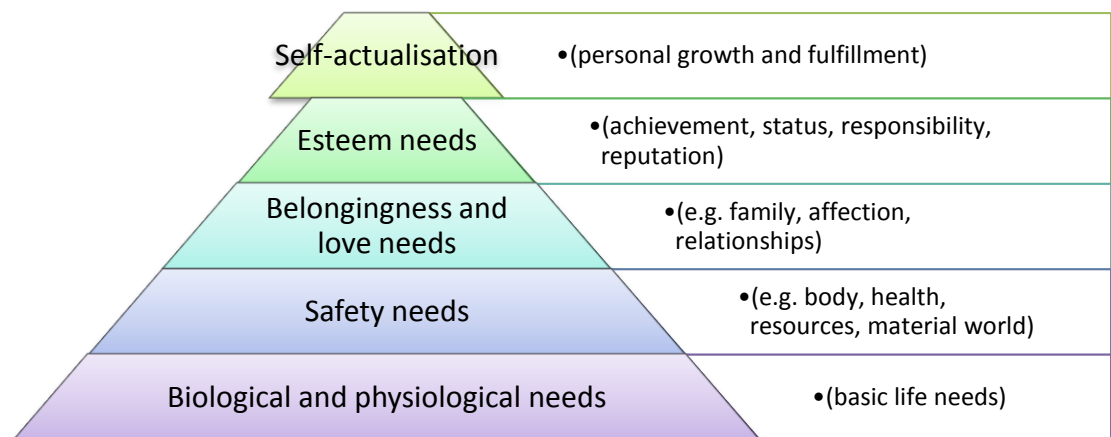 Self-actualisation
•(personal growth and fulfillment)
Esteem needs
•(achievement, status, responsibility,
reputation)
Belongingness and
love needs
•(e.g. family, affection,
relationships)
Safety needs
•(e.g. body, health,
resources, material world)
Biological and physiological needs
•(basic life needs)